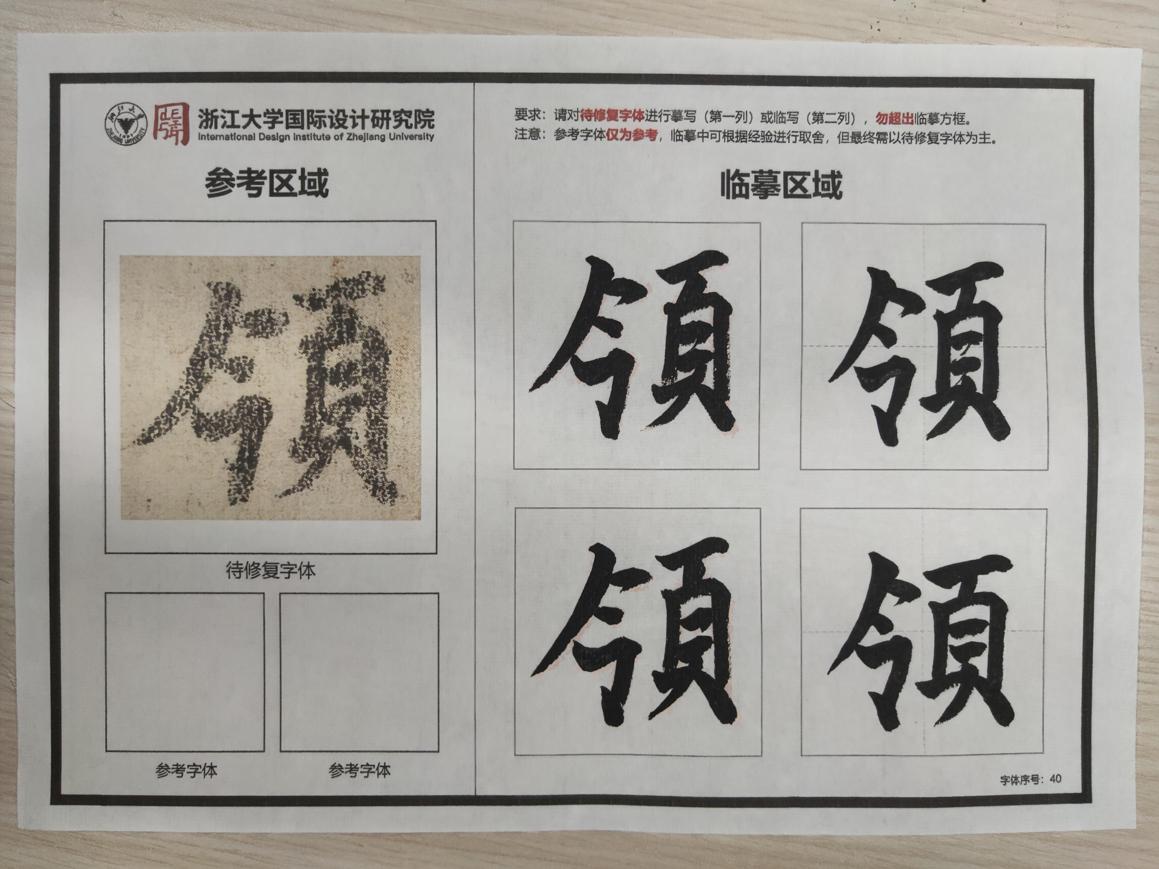 浙江大学国际设计研究院
International Design Institute of Zhejiang University
要求：请对待修复字体进行摹写（第一列）或临写（第二列），勿超出临摹方框。
注意：参考字体仅为参考，临摹中可根据经验进行取舍，但最终需以待修复字体为主。
参考区域
临摹区域
領
領 領
待修复字体
領 領
参考字体 参考字体
字体序号：40